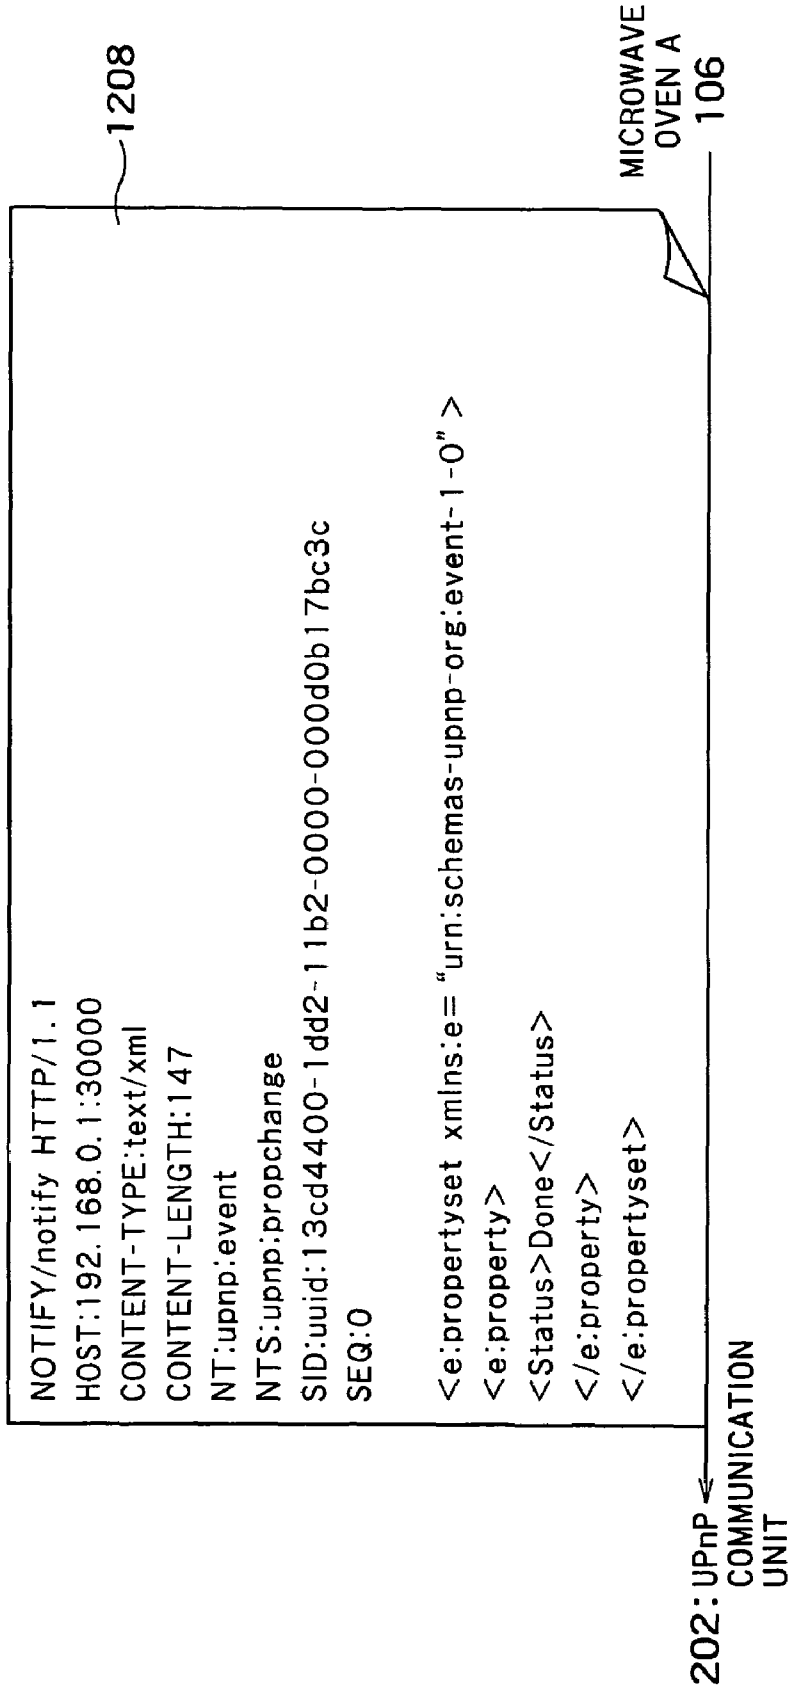 NOTIFY/notify HTTP/1.1
HOST:192.168.0.1:30000
CONTENT-TYPE:text/xml
CONTENT-LENGTH:147
NT:upnp:event
NTS:upnp:propchange
SID:uuid:13cd4400-1dd2-11b2-0000-000d0b17bc3c
SEQ:0
<e:propertyset xmlns:e= "urn:schemas-upnp-org:event-1-0" >
<e:property>
<Status>Done</Status>
</e:property>
</e:propertyset>
1208
202:UPnP
COMMUNICATION
UNIT
MICROWAVE
OVEN A
106